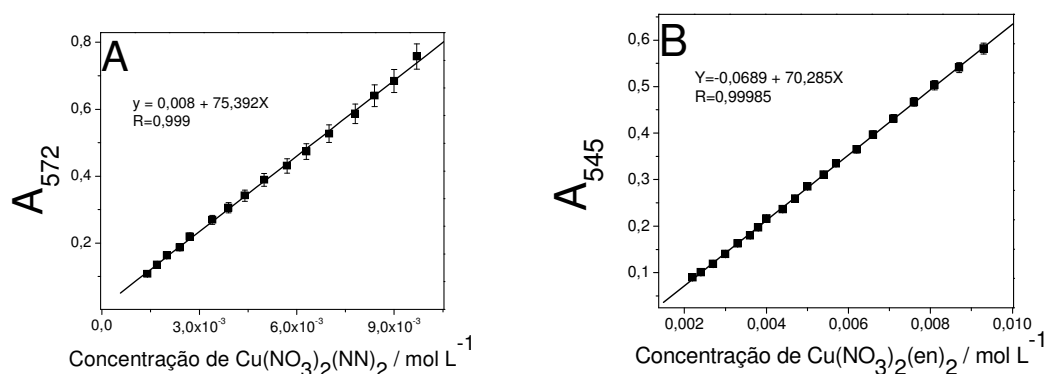 A
y = 0,008 + 75,392X
R=0,999
0,8
0,6
0,4
0,2
A572
0,0
3,0x10-3
6,0x10-3
9,0x10-3
Concentração de Cu(NO3)2(NN)2 / mol L-1
B
Y=-0,0689 + 70,285X
R=0,99985
0,6
0,5
0,4
0,3
0,2
0,1
A545
0,002
0,004
0,006
0,008
0,010
Concentração de Cu(NO3)2(en)2 / mol L-1